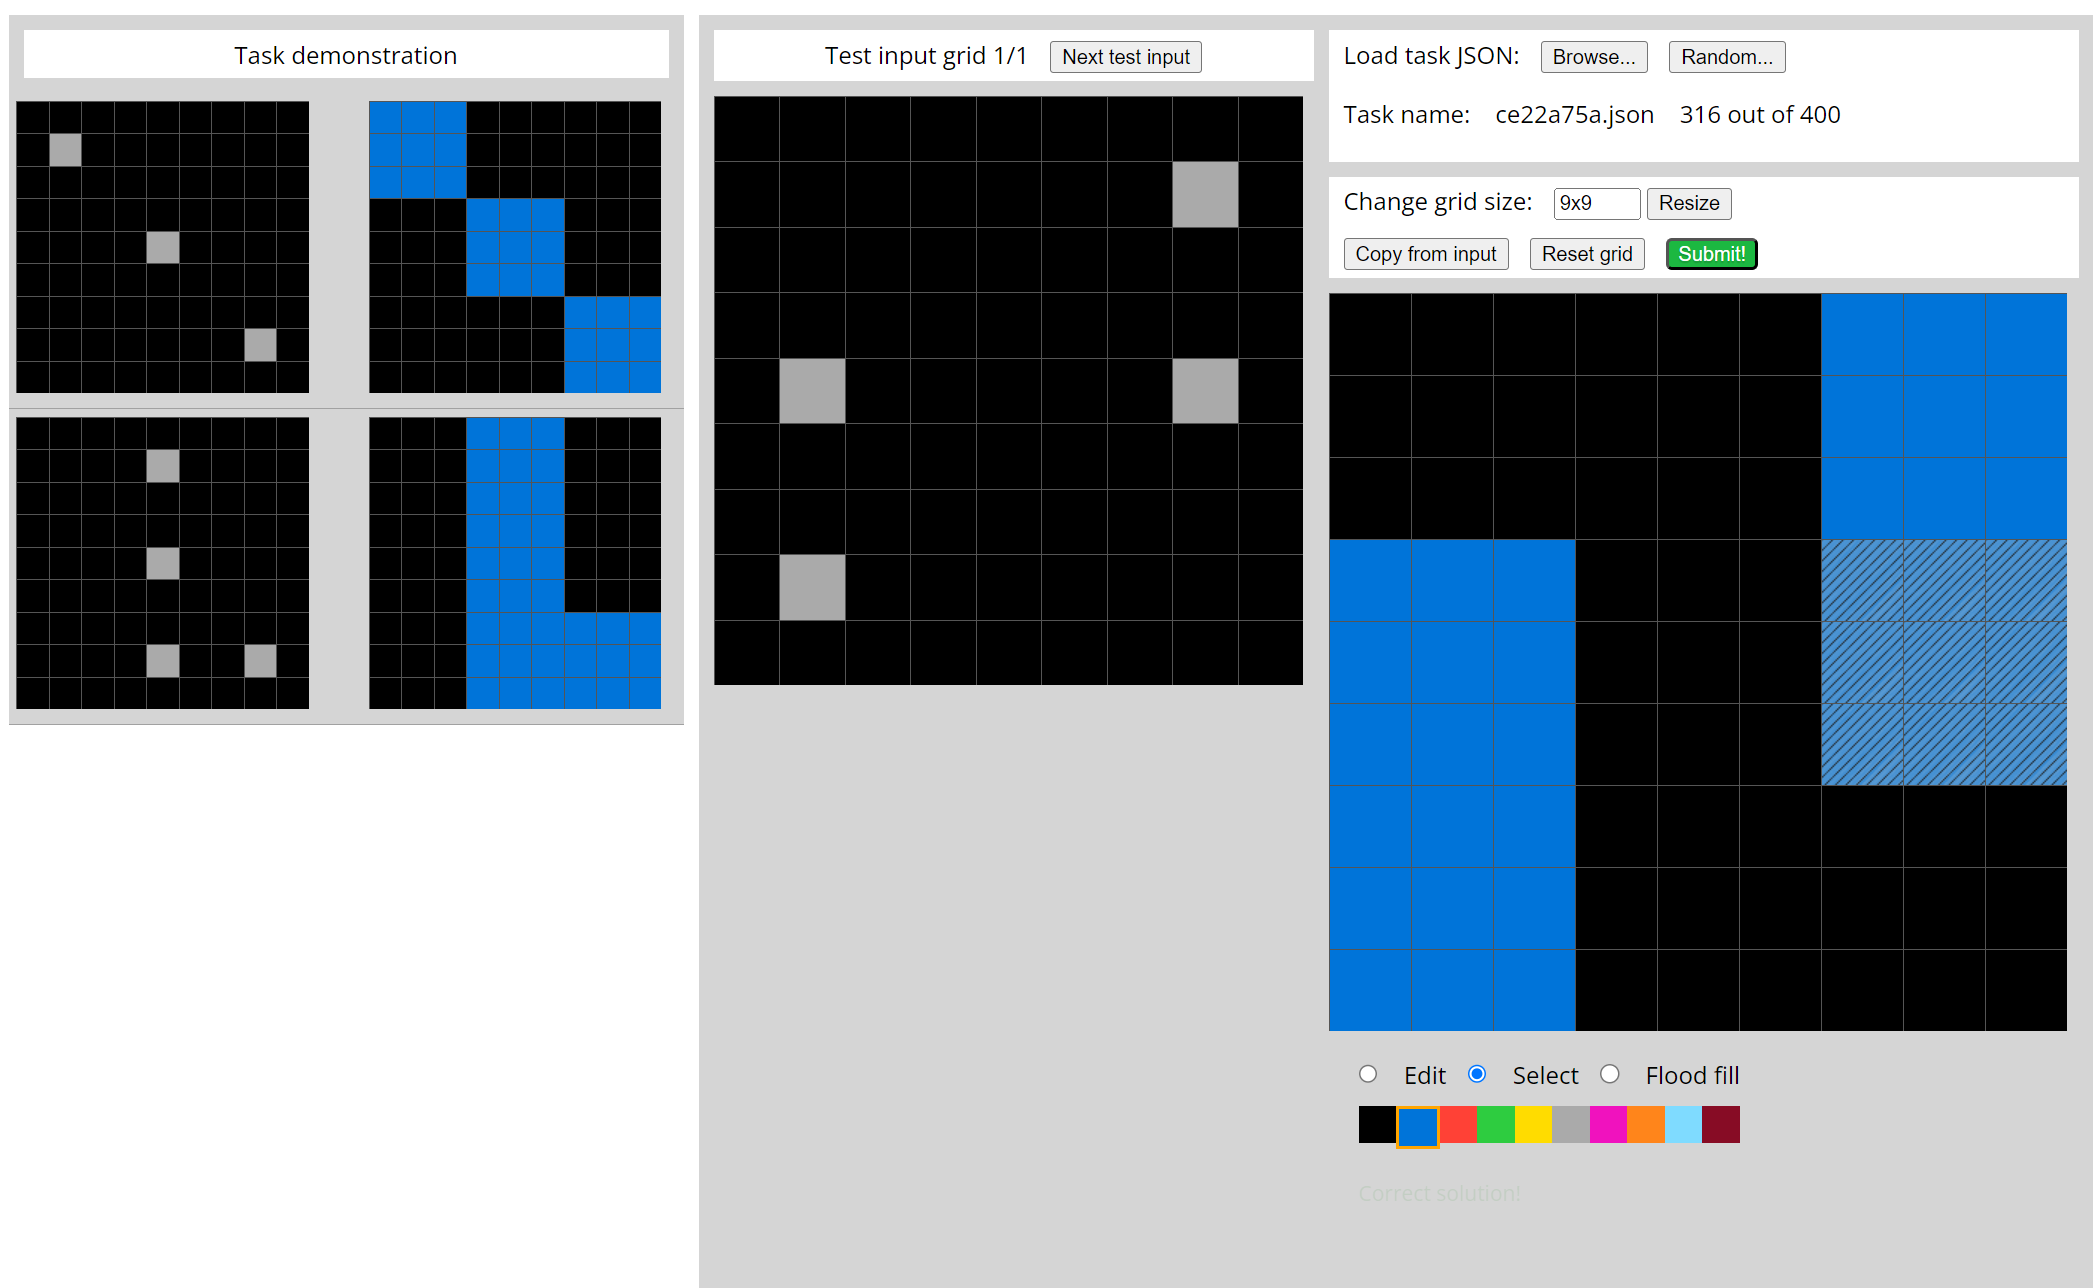 Task demonstration
Test input grid 1/1 Next test input
Load task JSON: Browse... Random...
Task name: ce22a75a.json 316 out of 400
Change grid size: 9x9 Resize
Copy from input Reset grid Submit!
Edit Select Flood fill
Correct solution!